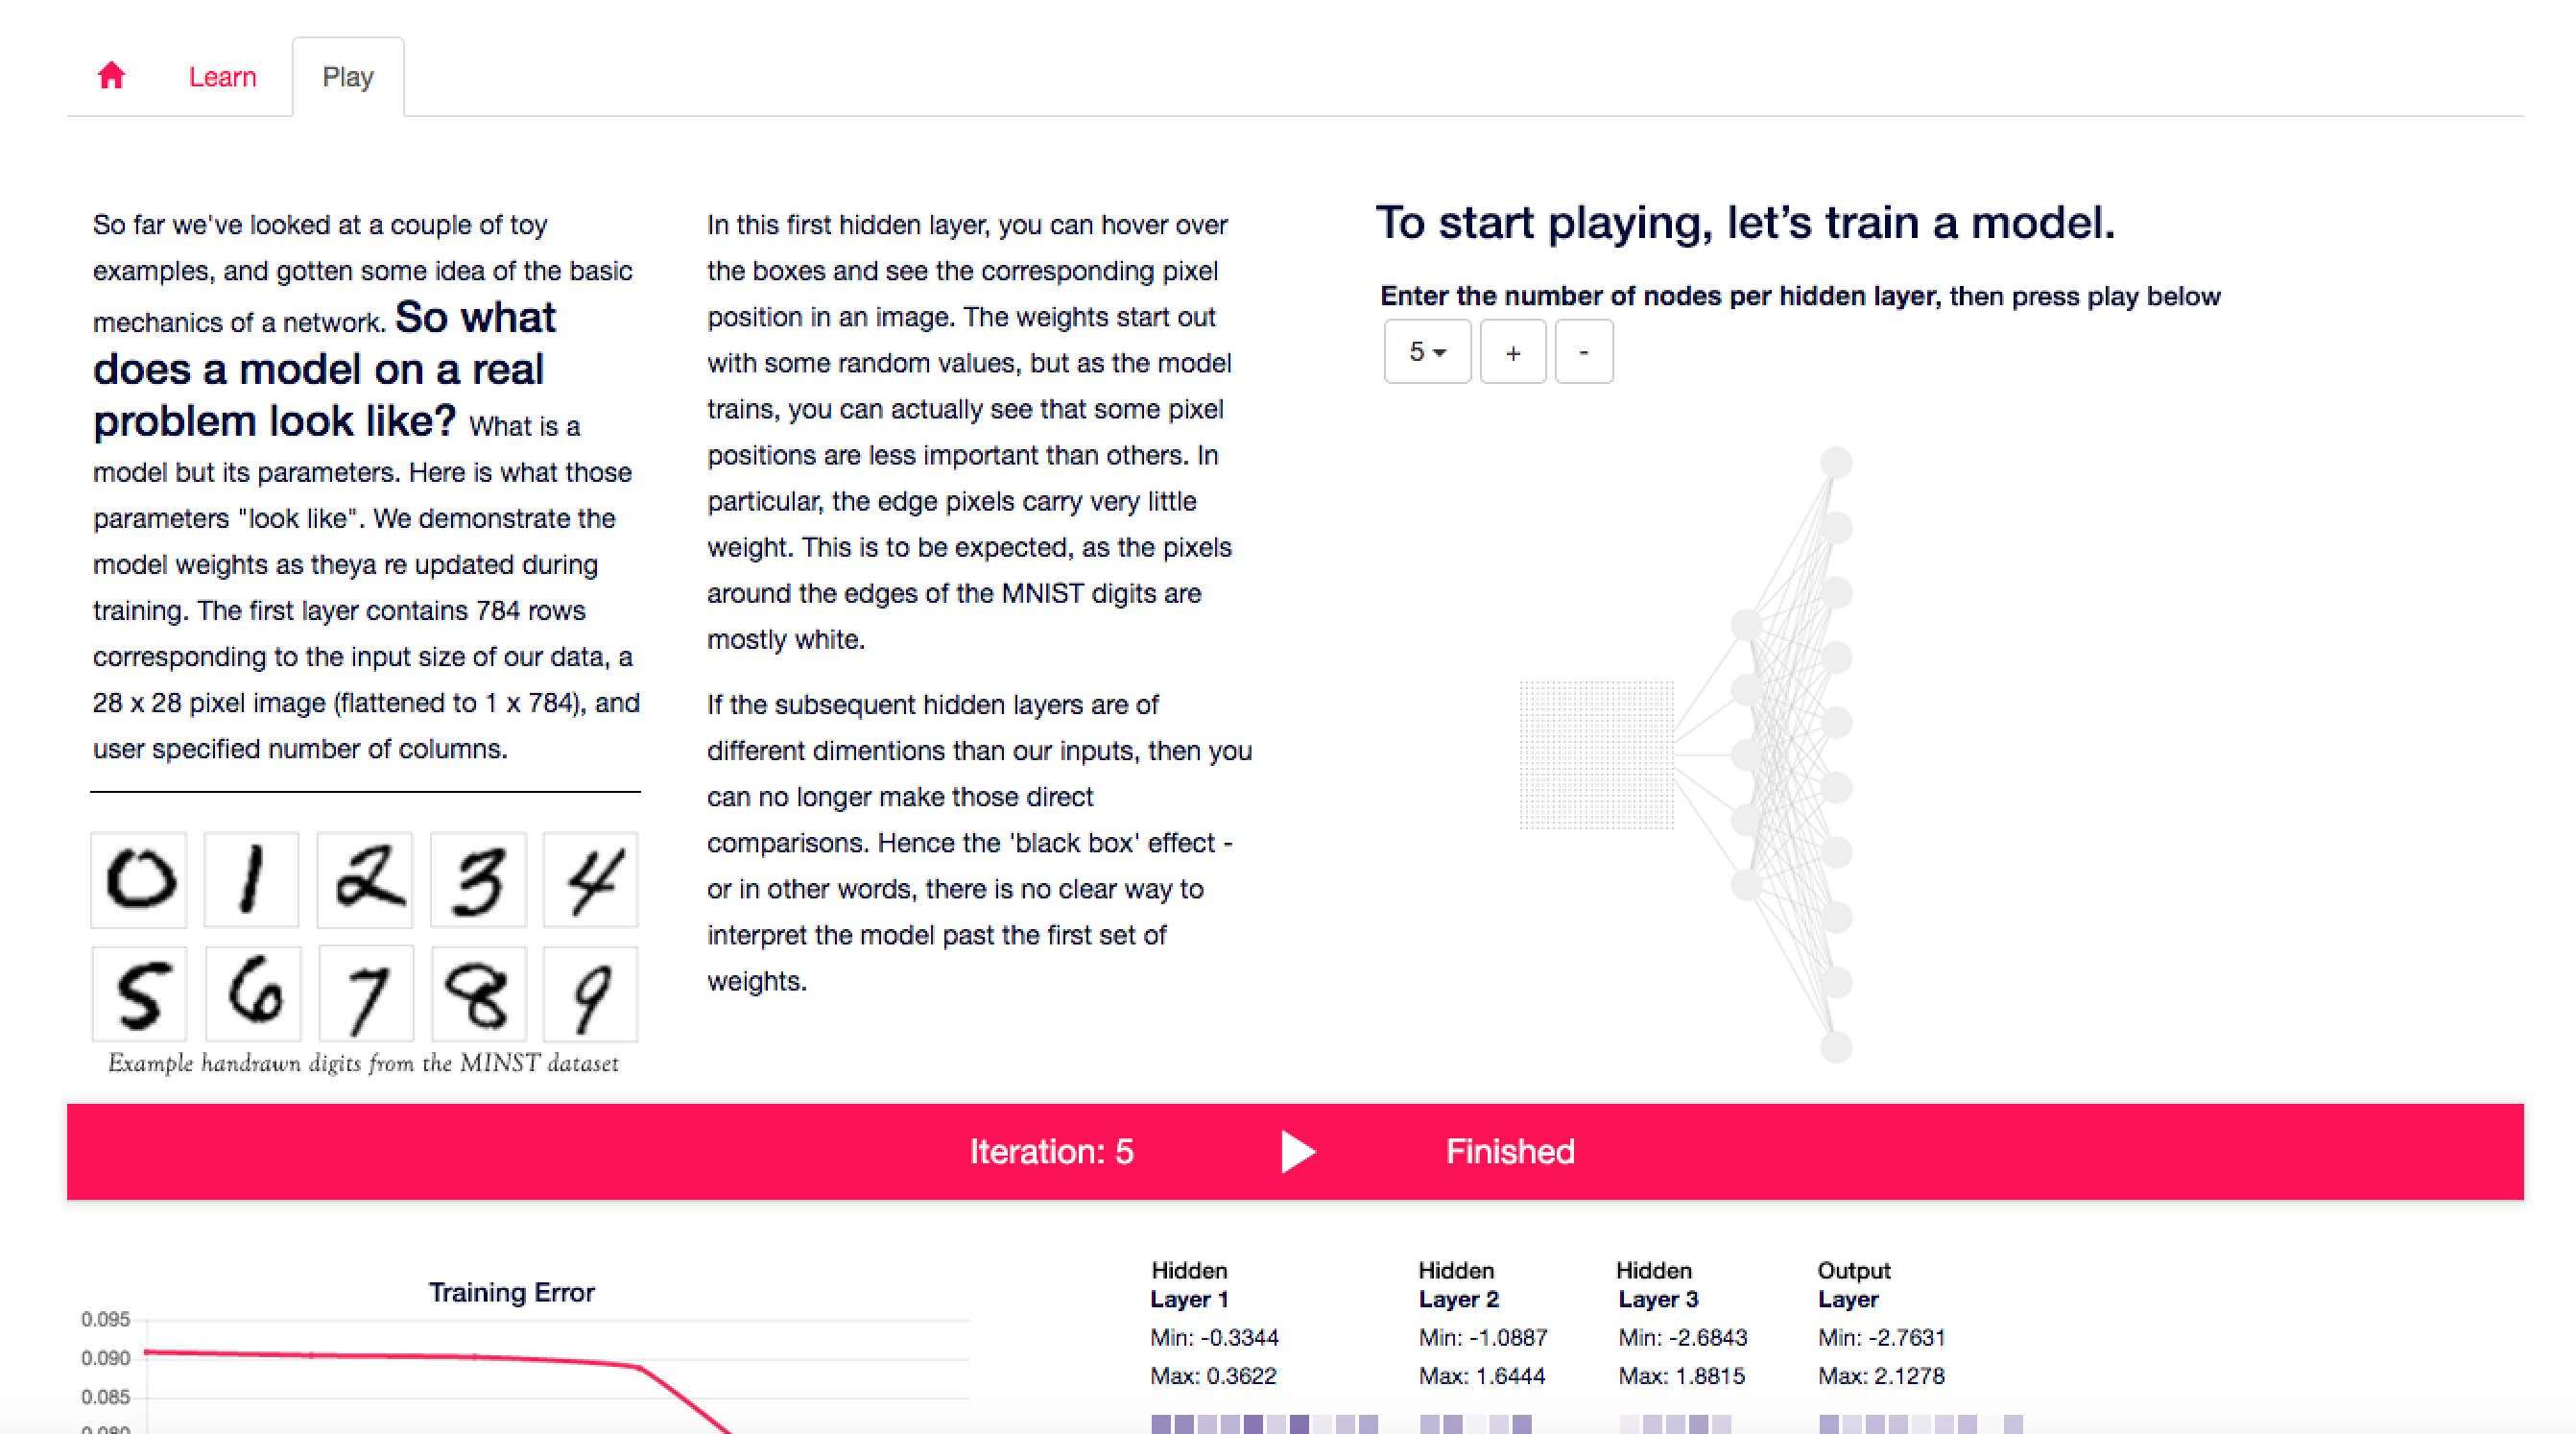 Learn
Play
So far we've looked at a couple of toy
examples, and gotten some idea of the basic
mechanics of a network. So what
does a model on a real
problem look like? What is a
model but its parameters. Here is what those
parameters "look like". We demonstrate the
model weights as theya re updated during
training. The first layer contains 784 rows
corresponding to the input size of our data, a
28 x 28 pixel image (flattened to 1 x 784), and
user specified number of columns.
0 1 2 3 4
5 6 7 8 9
Example handrawn digits from the MINST dataset
In this first hidden layer, you can hover over
the boxes and see the corresponding pixel
position in an image. The weights start out
with some random values, but as the model
trains, you can actually see that some pixel
positions are less important than others. In
particular, the edge pixels carry very little
weight. This is to be expected, as the pixels
around the edges of the MNIST digits are
mostly white.
If the subsequent hidden layers are of
different dimentions than our inputs, then you
can no longer make those direct
comparisons. Hence the 'black box' effect -
or in other words, there is no clear way to
interpret the model past the first set of
weights.
To start playing, let’s train a model.
Enter the number of nodes per hidden layer, then press play below
5 + -
Iteration: 5
Finished
Training Error
0.095
0.090
0.085
0.080
Hidden
Layer 1
Min: -0.3344
Max: 0.3622
Hidden
Layer 2
Min: -1.0887
Max: 1.6444
Hidden
Layer 3
Min: -2.6843
Max: 1.8815
Output
Layer
Min: -2.7631
Max: 2.1278